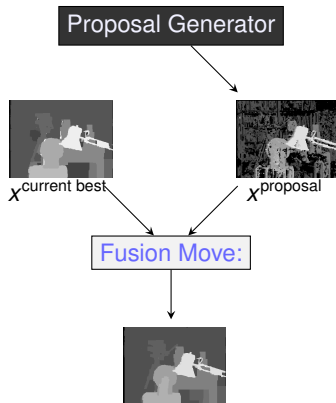 Proposal Generator
x^current best
x^proposal
Fusion Move: